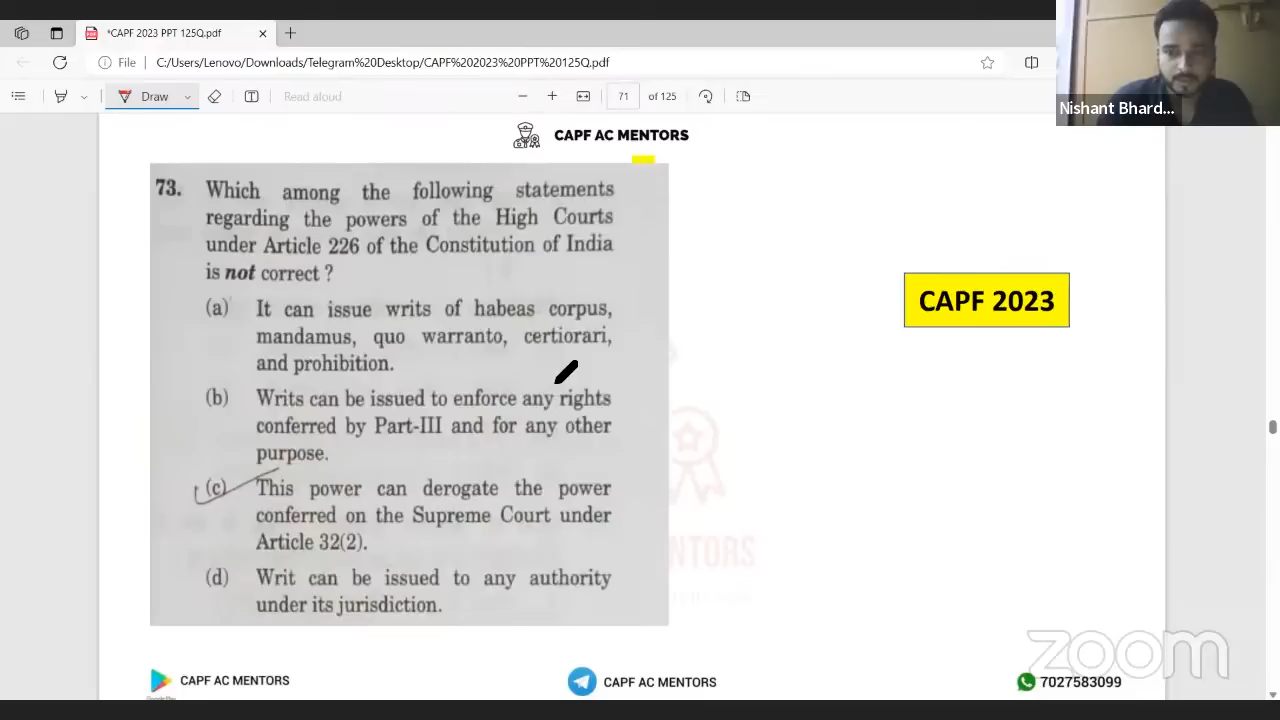 *CAPF 2023 PPT 125Q.pdf
File
C:/Users/Lenovo/Downloads/Telegram%20Desktop/CAPF%202023%20PPT%20125Q.pdf
Draw
Read aloud
71 of 125
Nishant Bhard...
CAPF AC MENTORS
73. Which among the following statements
regarding the powers of the High Courts
under Article 226 of the Constitution of India
is not correct ?
(a) It can issue writs of habeas corpus,
mandamus, quo warranto, certiorari,
and prohibition.
(b) Writs can be issued to enforce any rights
conferred by Part-III and for any other
purpose.
(c) This power can derogate the power
conferred on the Supreme Court under
Article 32(2).
(d) Writ can be issued to any authority
under its jurisdiction.
CAPF 2023
NTORS
zoom
CAPF AC MENTORS
CAPF AC MENTORS
7027583099